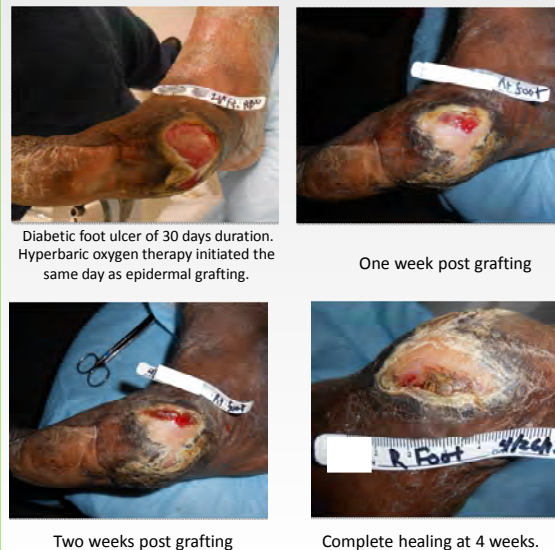 Rt foot
Diabetic foot ulcer of 30 days duration.
Hyperbaric oxygen therapy initiated the
same day as epidermal grafting.
One week post grafting
Rt foot
R Foot
Two weeks post grafting
Complete healing at 4 weeks.